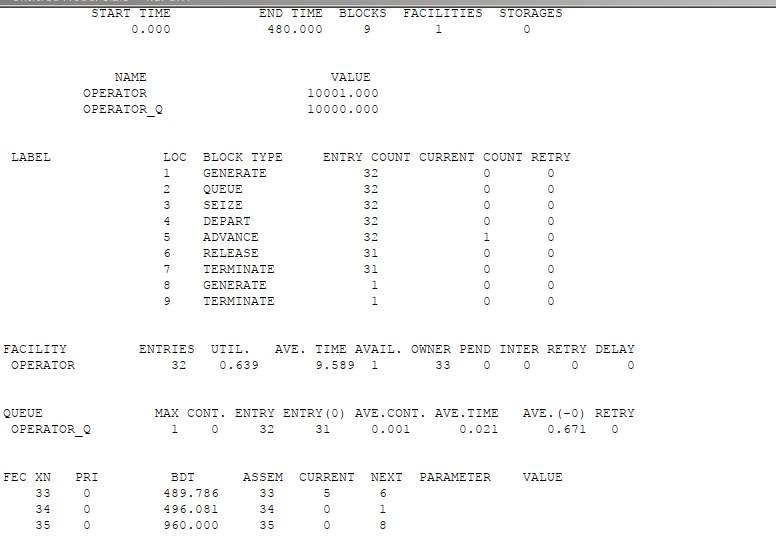 START TIME END TIME BLOCKS FACILITIES STORAGES
0.000 480.000 9 1 0
NAME VALUE
OPERATOR 10001.000
OPERATOR_Q 10000.000
LABEL LOC BLOCK TYPE ENTRY COUNT CURRENT COUNT RETRY
1 GENERATE 32 0 0
2 QUEUE 32 0 0
3 SEIZE 32 0 0
4 DEPART 32 0 0
5 ADVANCE 32 1 0
6 RELEASE 31 0 0
7 TERMINATE 31 0 0
8 GENERATE 1 0 0
9 TERMINATE 1 0 0
FACILITY ENTRIES UTIL. AVE. TIME AVAIL. OWNER PEND INTER RETRY DELAY
OPERATOR 32 0.639 9.589 1 33 0 0 0 0
QUEUE MAX CONT. ENTRY ENTRY(0) AVE.CONT. AVE.TIME AVE.(-0) RETRY
OPERATOR_Q 1 0 32 31 0.001 0.021 0.671 0
FEC XN PRI BDT ASSEM CURRENT NEXT PARAMETER VALUE
33 0 489.786 33 5 6
34 0 496.081 34 0 1
35 0 960.000 35 0 8